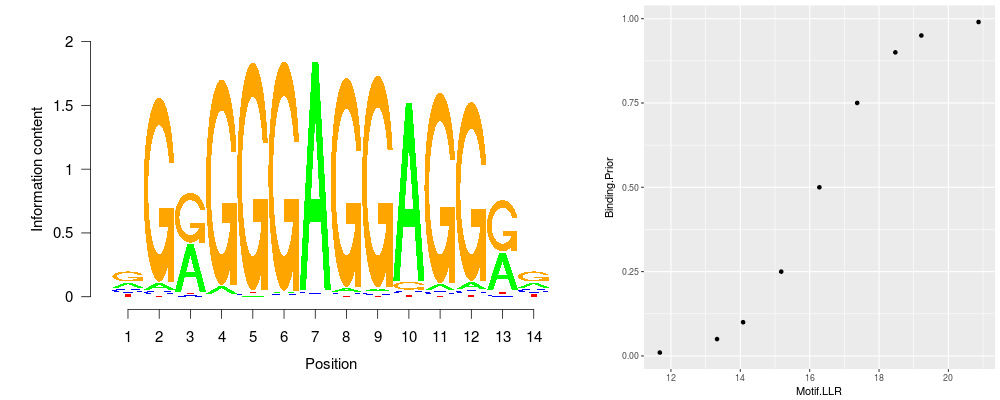 2
1.5
1
0.5
0
Information content
G G G G G G A G G A G G G G
A A
1 2 3 4 5 6 7 8 9 10 11 12 13 14
Position
1.00
0.75
0.50
0.25
0.00
Binding.Prior
12 14 16 18 20
Motif.LLR